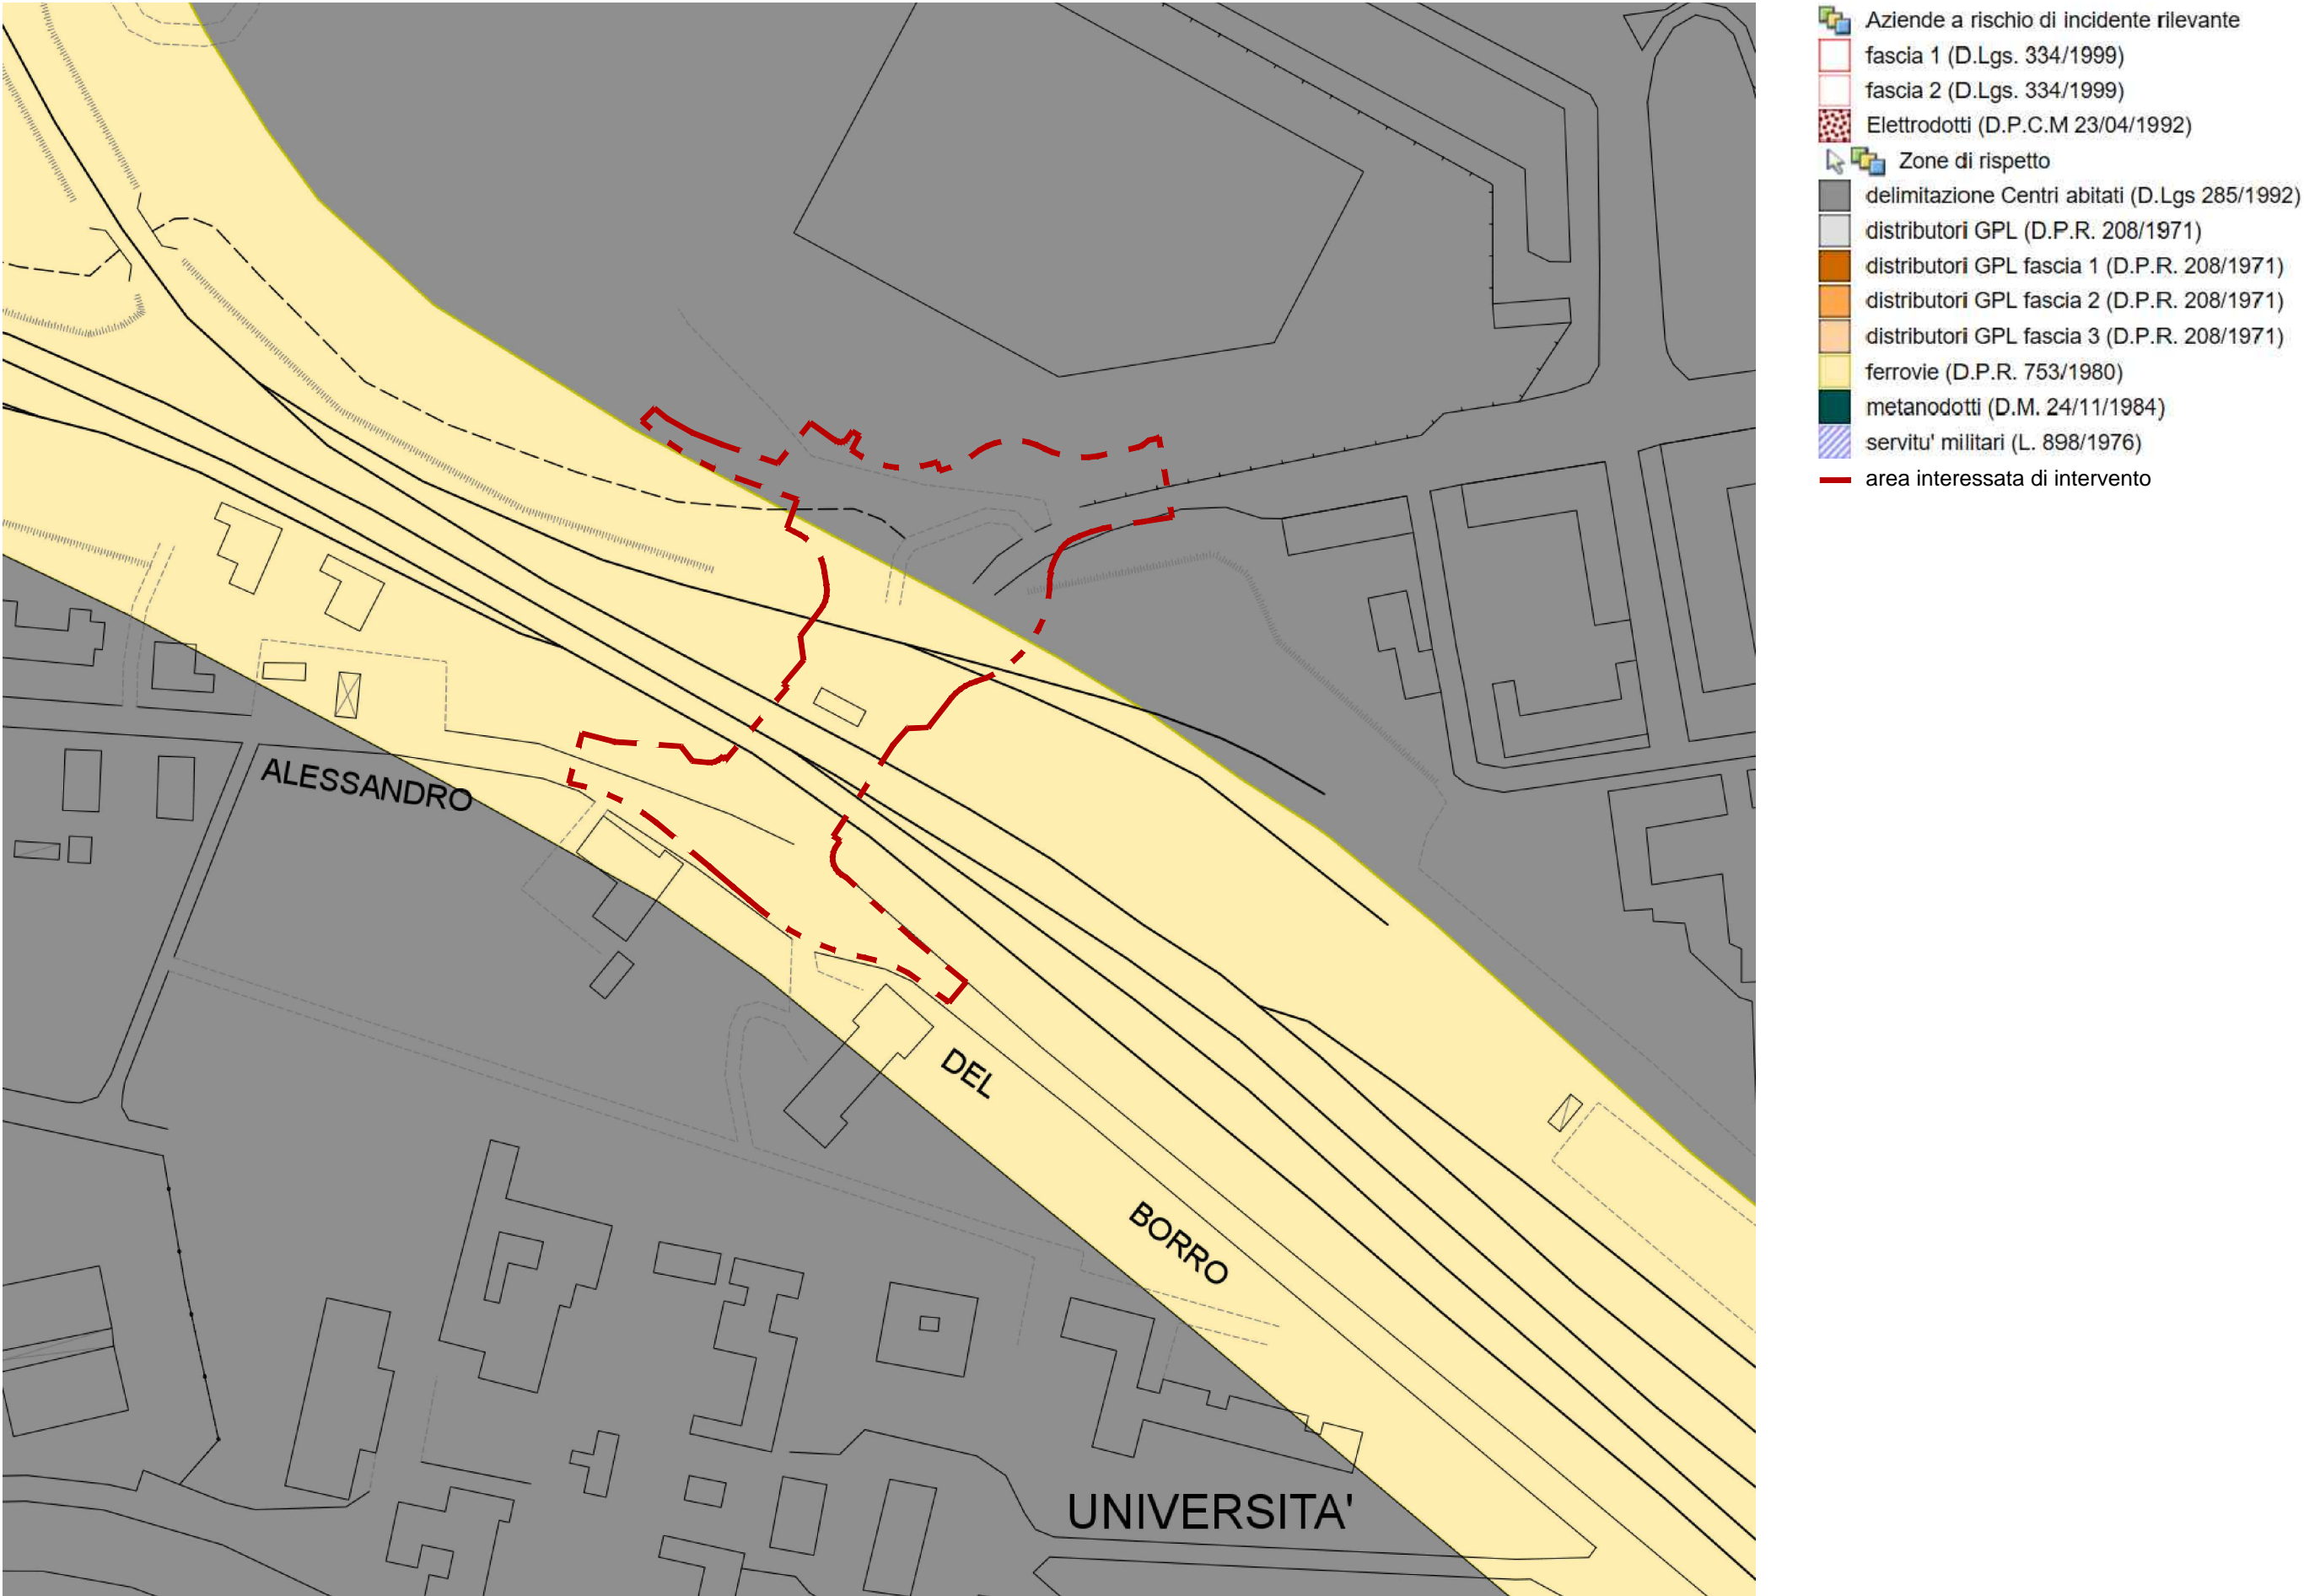 Aziende a rischio di incidente rilevante
fascia 1 (D.Lgs. 334/1999)
fascia 2 (D.Lgs. 334/1999)
Elettrodotti (D.P.C.M 23/04/1992)
Zone di rispetto
delimitazione Centri abitati (D.Lgs 285/1992)
distributori GPL (D.P.R. 208/1971)
distributori GPL fascia 1 (D.P.R. 208/1971)
distributori GPL fascia 2 (D.P.R. 208/1971)
distributori GPL fascia 3 (D.P.R. 208/1971)
ferrovie (D.P.R. 753/1980)
metanodotti (D.M. 24/11/1984)
servitu' militari (L. 898/1976)
area interessata di intervento
ALESSANDRO
DEL
BORRO
UNIVERSITA'